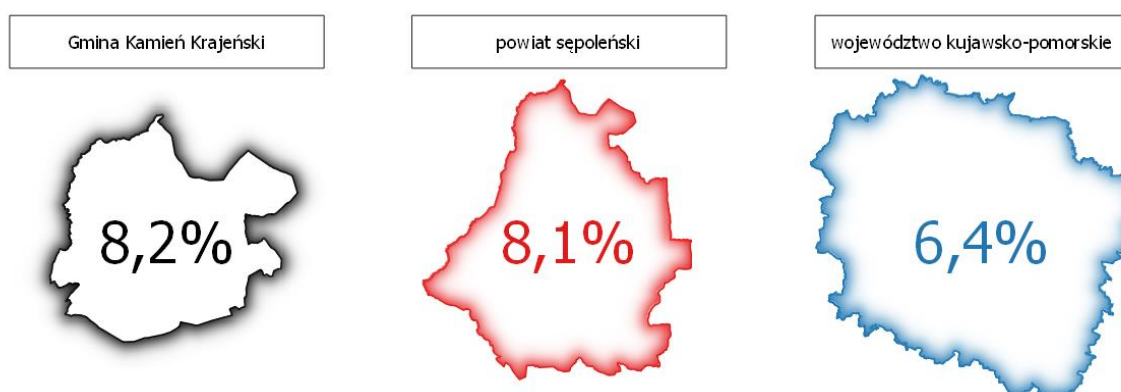 Gmina Kamień Krajeński
powiat sępoleński
województwo kujawsko-pomorskie
8,2%
8,1%
6,4%